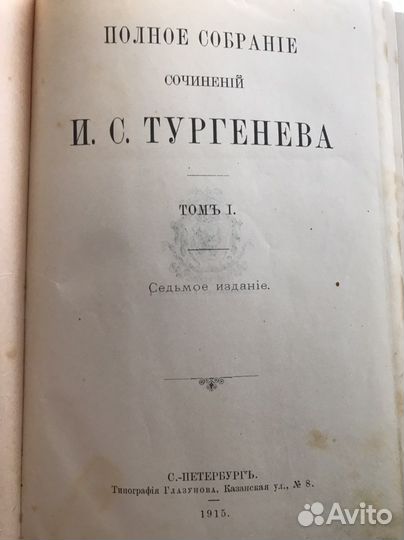 ПОЛНОЕ СОБРАНІЕ
СОЧИНЕНІЙ
И. С. ТУРГЕНЕВА
ТОМЪ I.
Седьмое изданіе.
С.-ПЕТЕРБУРГЪ.
Типографія Глазунова, Казанская ул., № 8.
1915.
Avito